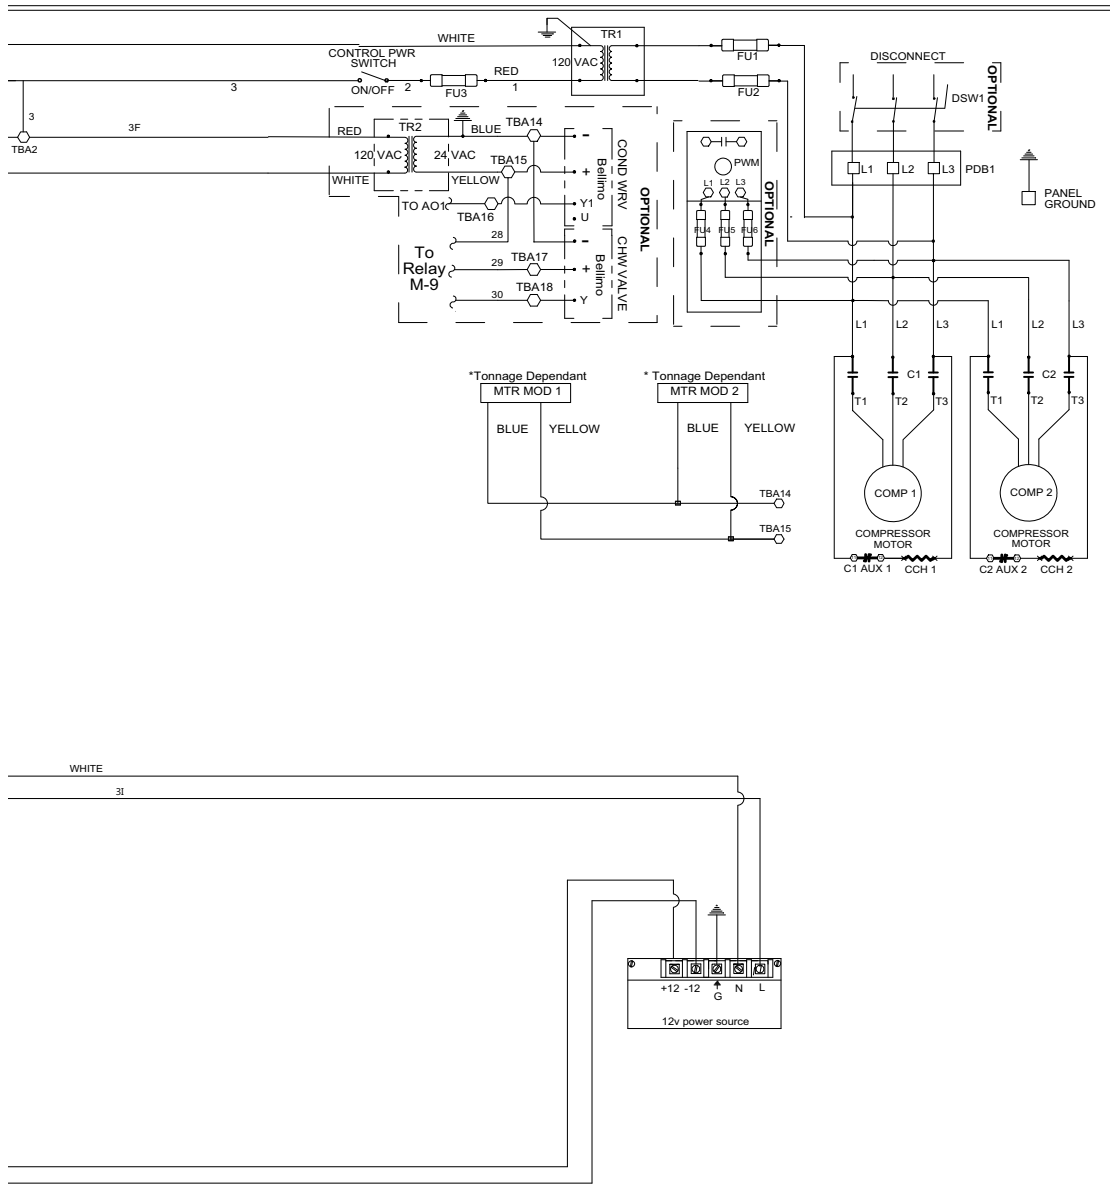 WHITE
TR1
CONTROL PWR
SWITCH
120 VAC
FU1
DISCONNECT
RED
3
ON/OFF
2
FU3
1
FU2
DSW1
OPTIONAL
3
3F
TBA2
RED
TR2
BLUE
TBA14
120 VAC
24 VAC
TBA15
WHITE
YELLOW
-
+
COND WRV
Bellimo
TO AO1
TBA16
Y1
U
OPTIONAL
28
To
Relay
M-9
29
TBA17
30
TBA18
-
+
Y
CHW VALVE
Bellimo
PWM
L1
L2
L3
FU4
FU5
FU6
OPTIONAL
L1
L2
L3
PDB1
PANEL
GROUND
L1
L2
L3
L1
L2
L3
C1
C2
T1
T2
T3
T1
T2
T3
*Tonnage Dependant
* Tonnage Dependant
MTR MOD 1
MTR MOD 2
BLUE
YELLOW
BLUE
YELLOW
COMP 1
COMP 2
TBA14
TBA15
COMPRESSOR
MOTOR
COMPRESSOR
MOTOR
C1 AUX 1
CCH 1
C2 AUX 2
CCH 2
WHITE
3I
+12
-12
G
N
L
12v power source